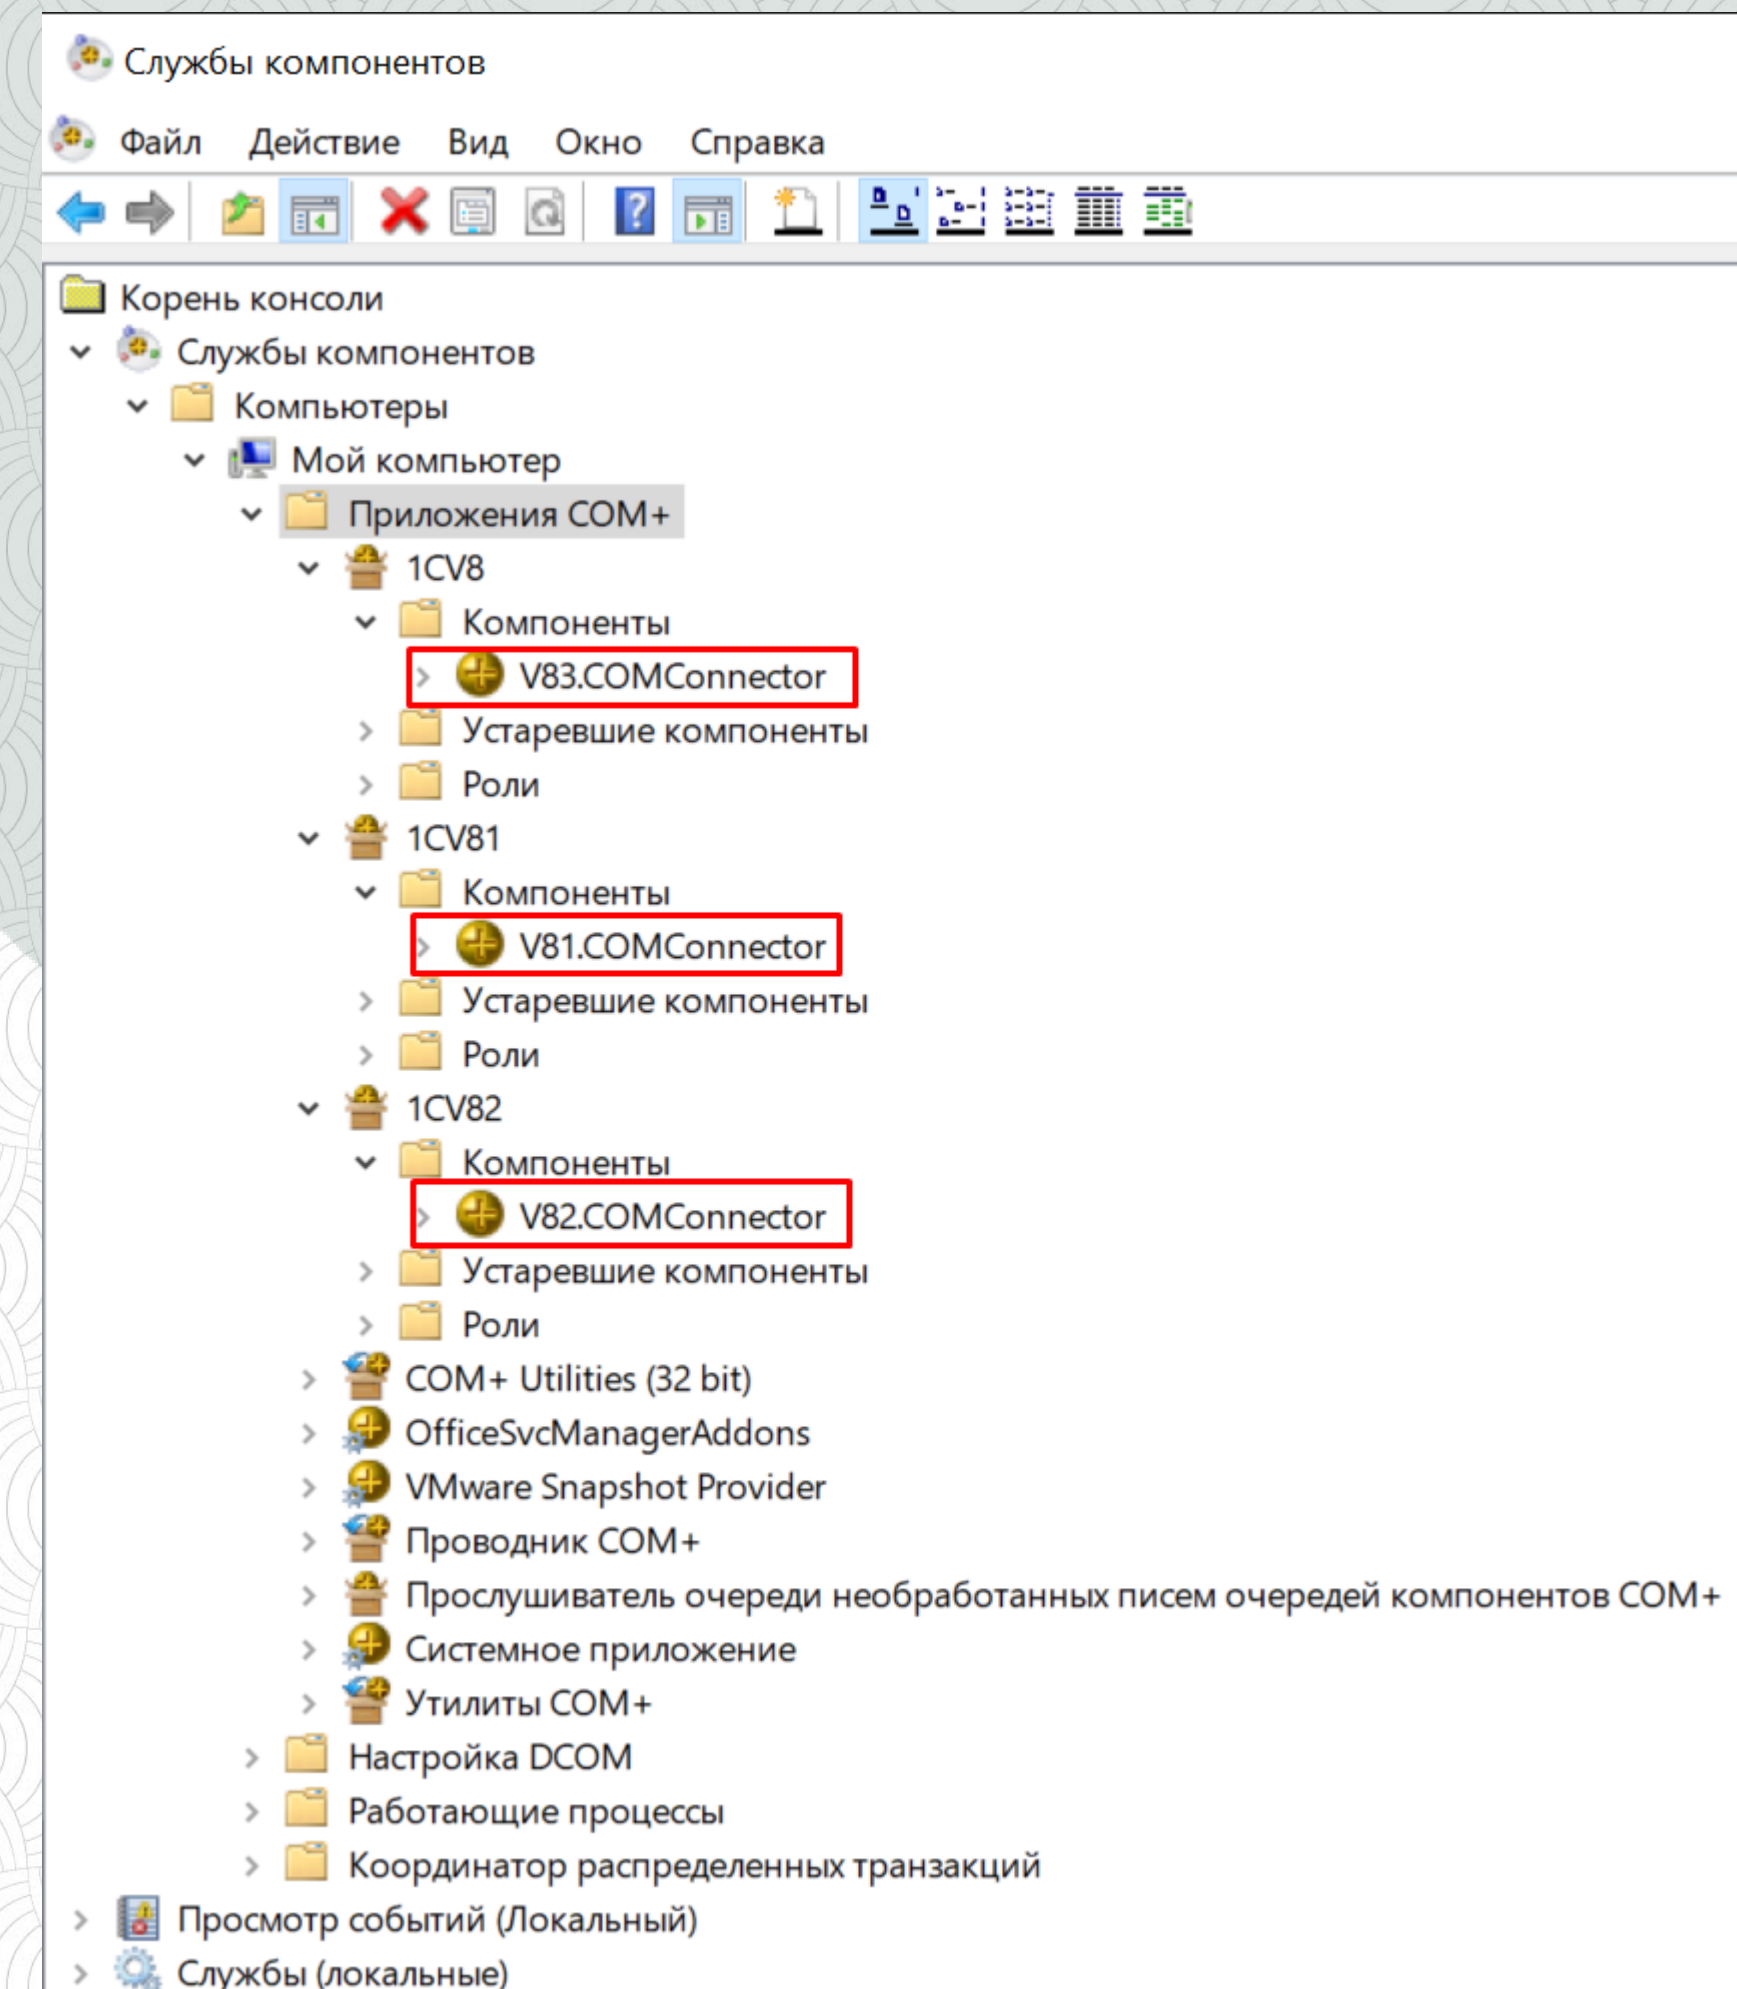 Службы компонентов
Файл Действие Вид Окно Справка
Корень консоли
Службы компонентов
Компьютеры
Мой компьютер
Приложения COM+
1CV8
Компоненты
V83.COMConnector
Устаревшие компоненты
Роли
1CV81
Компоненты
V81.COMConnector
Устаревшие компоненты
Роли
1CV82
Компоненты
V82.COMConnector
Устаревшие компоненты
Роли
COM+ Utilities (32 bit)
OfficeSvcManagerAddons
VMware Snapshot Provider
Проводник COM+
Прослушиватель очереди необработанных писем очередей компонентов COM+
Системное приложение
Утилиты COM+
Настройка DCOM
Работающие процессы
Координатор распределенных транзакций
Просмотр событий (Локальный)
Службы (локальные)